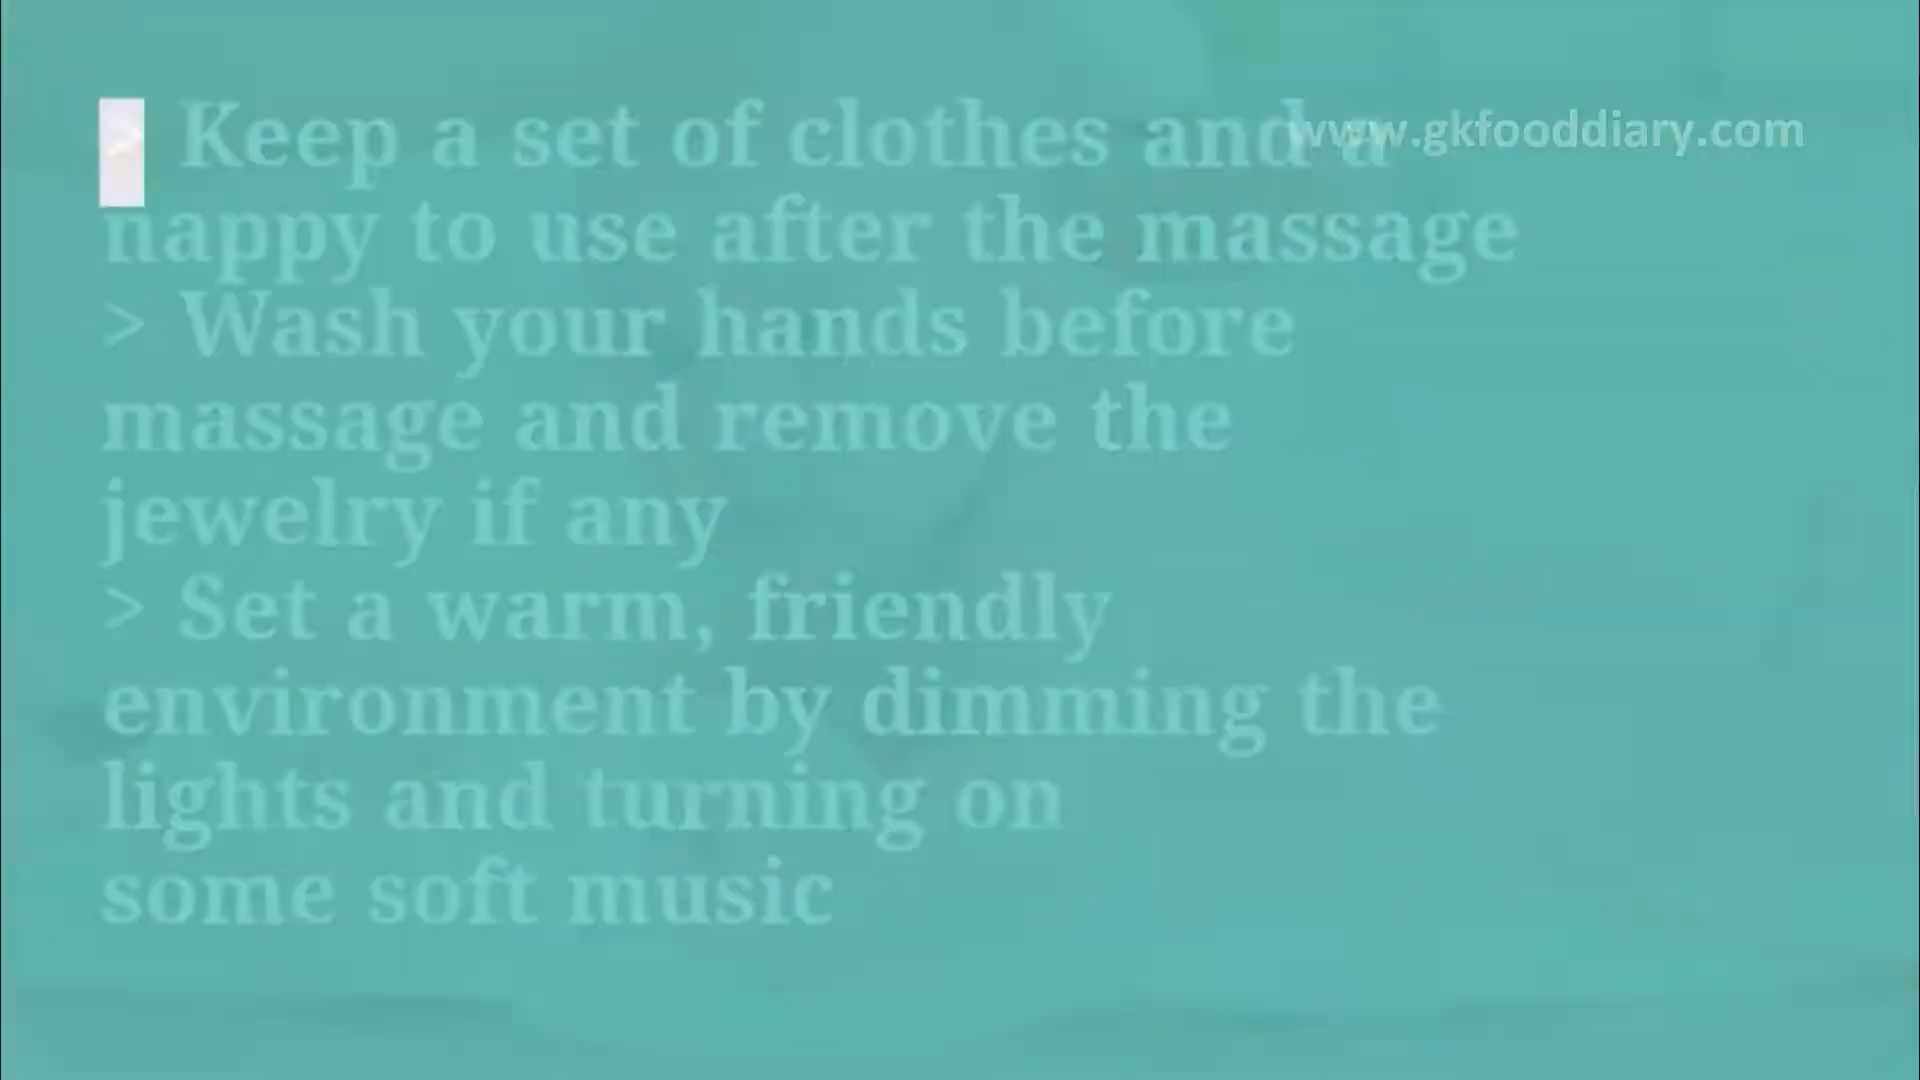 > Keep a set of clothes and a
www.gkfooddiary.com
nappy to use after the massage
> Wash your hands before
massage and remove the
jewelry if any
> Set a warm, friendly
environment by dimming the
lights and turning on
some soft music